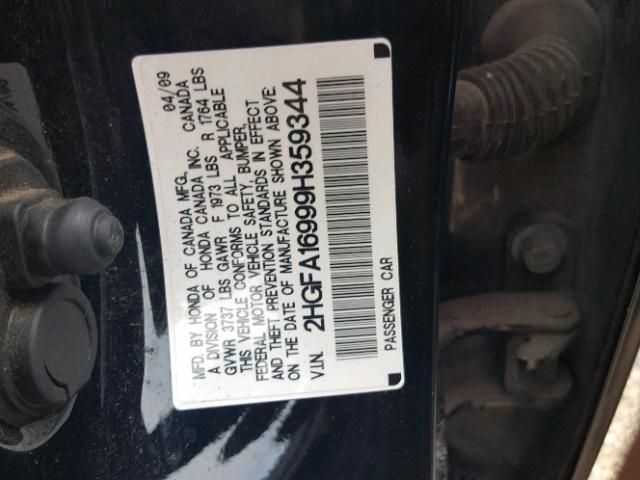 MFD. BY HONDA OF CANADA MFG. 04/09
A DIVISION OF HONDA CANADA INC. CANADA
GVWR 3737 LBS GAWR F 1973 LBS R 1764 LBS
THIS VEHICLE CONFORMS TO ALL APPLICABLE
FEDERAL MOTOR VEHICLE SAFETY, BUMPER,
AND THEFT PREVENTION STANDARDS IN EFFECT
ON THE DATE OF MANUFACTURE SHOWN ABOVE:
V.I.N. 2HGFA16999H359344
PASSENGER CAR